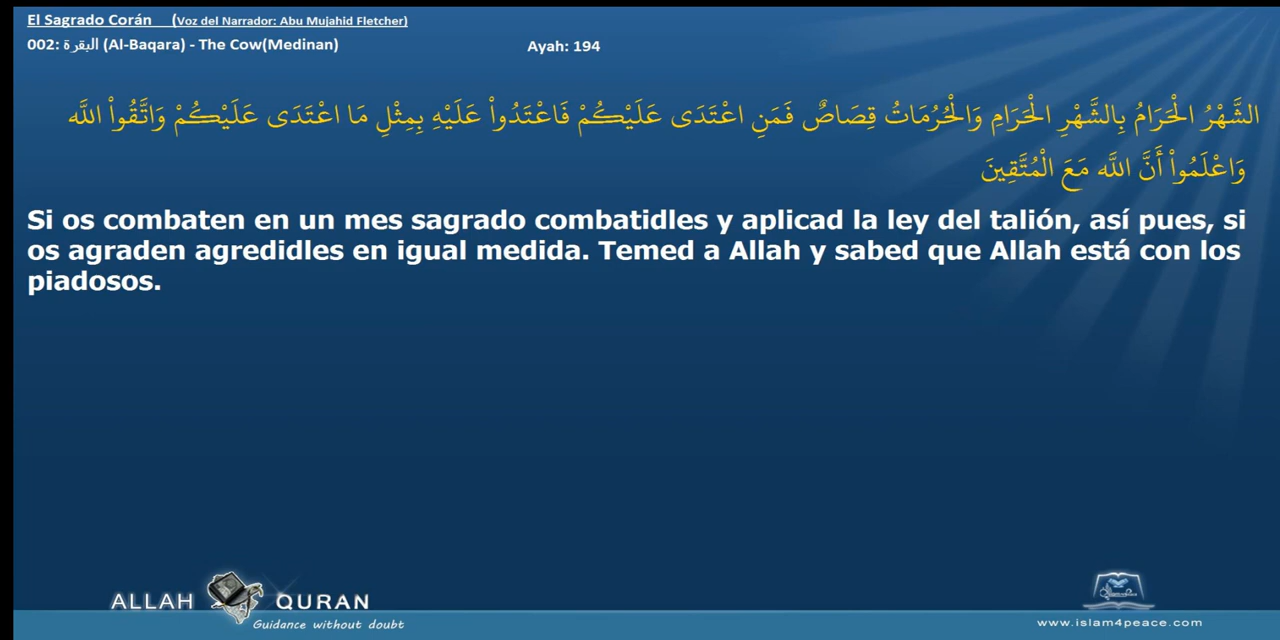 El Sagrado Corán (Voz del Narrador: Abu Mujahid Fletcher)
002: البقرة (Al-Baqara) - The Cow(Medinan) Ayah: 194
الشَّهْرُ الْحَرَامُ بِالشَّهْرِ الْحَرَامِ وَالْحُرُمَاتُ قِصَاصٌ فَمَنِ اعْتَدَى عَلَيْكُمْ فَاعْتَدُواْ عَلَيْهِ بِمِثْلِ مَا اعْتَدَى عَلَيْكُمْ وَاتَّقُواْ اللَّه
وَاعْلَمُواْ أَنَّ اللَّه مَعَ الْمُتَّقِينَ
Si os combaten en un mes sagrado combatidles y aplicad la ley del talión, así pues, si
os agraden agredidles en igual medida. Temed a Allah y sabed que Allah está con los
piadosos.
ALLAH QURAN
Guidance without doubt
www.islam4peace.com